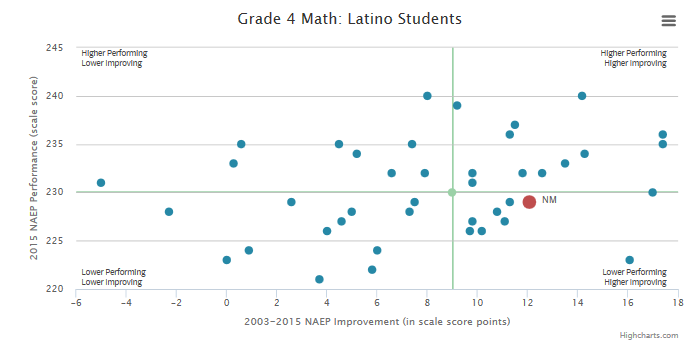 Grade 4 Math: Latino Students
Higher Performing
Lower Improving
Higher Performing
Higher Improving
2015 NAEP Performance (scale score)
245
240
235
230
225
220
NM
Lower Performing
Lower Improving
Lower Performing
Higher Improving
-6 -4 -2 0 2 4 6 8 10 12 14 16 18
2003-2015 NAEP Improvement (in scale score points)
Highcharts.com